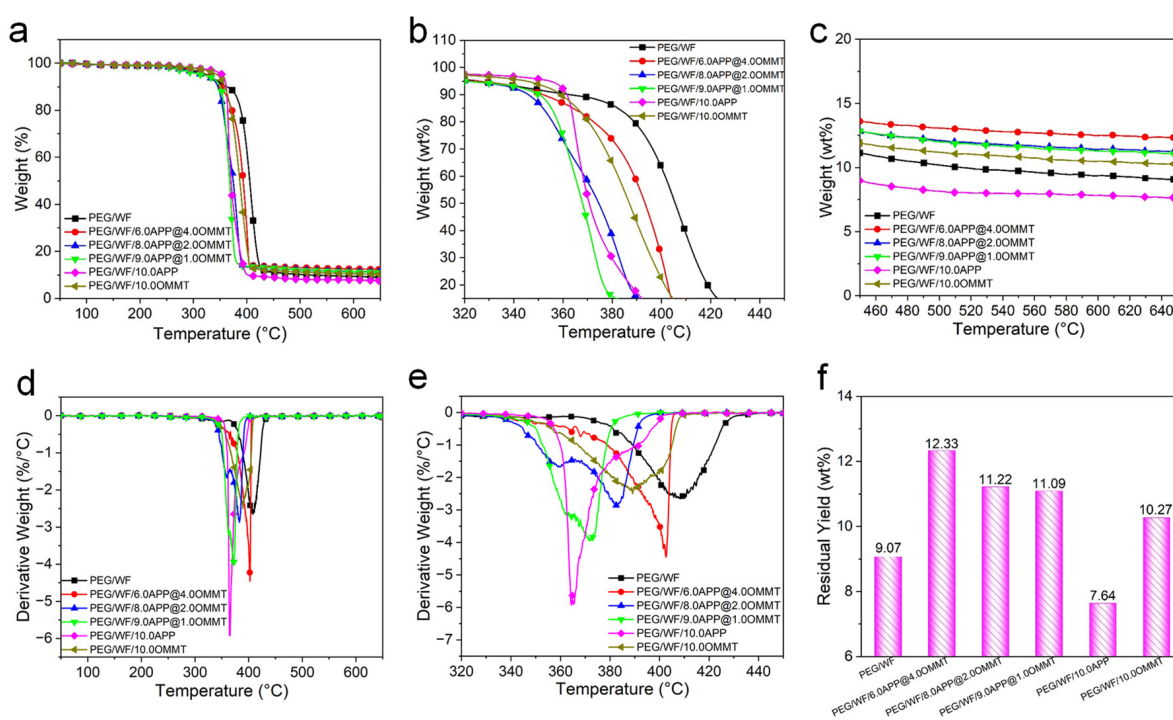 a
100
80
60
40
20
0
Weight (%)
PEG/WF
PEG/WF/6.0APP@4.0OMMT
PEG/WF/8.0APP@2.0OMMT
PEG/WF/9.0APP@1.0OMMT
PEG/WF/10.0APP
PEG/WF/10.0OMMT
100 200 300 400 500 600
Temperature (°C)
b
110
100
90
80
70
60
50
40
30
20
Weight (wt%)
PEG/WF
PEG/WF/6.0APP@4.0OMMT
PEG/WF/8.0APP@2.0OMMT
PEG/WF/9.0APP@1.0OMMT
PEG/WF/10.0APP
PEG/WF/10.0OMMT
320 340 360 380 400 420 440
Temperature (°C)
c
25
20
15
10
5
0
Weight (wt%)
PEG/WF
PEG/WF/6.0APP@4.0OMMT
PEG/WF/8.0APP@2.0OMMT
PEG/WF/9.0APP@1.0OMMT
PEG/WF/10.0APP
PEG/WF/10.0OMMT
460 480 500 520 540 560 580 600 620 640
Temperature (°C)
d
0
−1
−2
−3
−4
−5
−6
Derivative Weight (%/°C)
PEG/WF
PEG/WF/6.0APP@4.0OMMT
PEG/WF/8.0APP@2.0OMMT
PEG/WF/9.0APP@1.0OMMT
PEG/WF/10.0APP
PEG/WF/10.0OMMT
100 200 300 400 500 600
Temperature (°C)
e
0
−1
−2
−3
−4
−5
−6
−7
Derivative Weight (%/°C)
PEG/WF
PEG/WF/6.0APP@4.0OMMT
PEG/WF/8.0APP@2.0OMMT
PEG/WF/9.0APP@1.0OMMT
PEG/WF/10.0APP
PEG/WF/10.0OMMT
320 340 360 380 400 420 440
Temperature (°C)
f
14
12
10
8
6
Residual Yield (wt%)
9.07
12.33
11.22
11.09
7.64
10.27
PEG/WF
PEG/WF/6.0APP@4.0OMMT
PEG/WF/8.0APP@2.0OMMT
PEG/WF/9.0APP@1.0OMMT
PEG/WF/10.0APP
PEG/WF/10.0OMMT